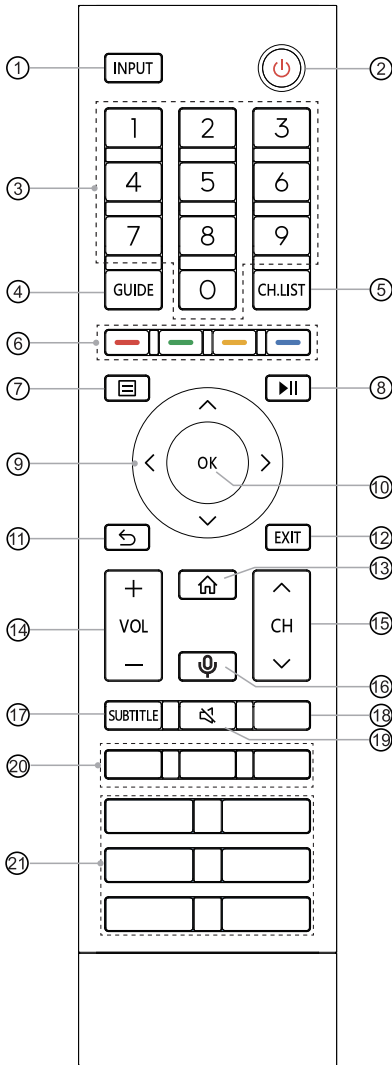 ① INPUT ②
1 2 3
③ 4 5 6
7 8 9
④ GUIDE 0 CH.LIST ⑤
⑥
⑦ ⑧
⑨ OK
⑩
⑪ EXIT ⑫
⑬
+
⑭ VOL CH ⑮
−
⑯
⑰ SUBTITLE ⑱
⑲
⑳
㉑